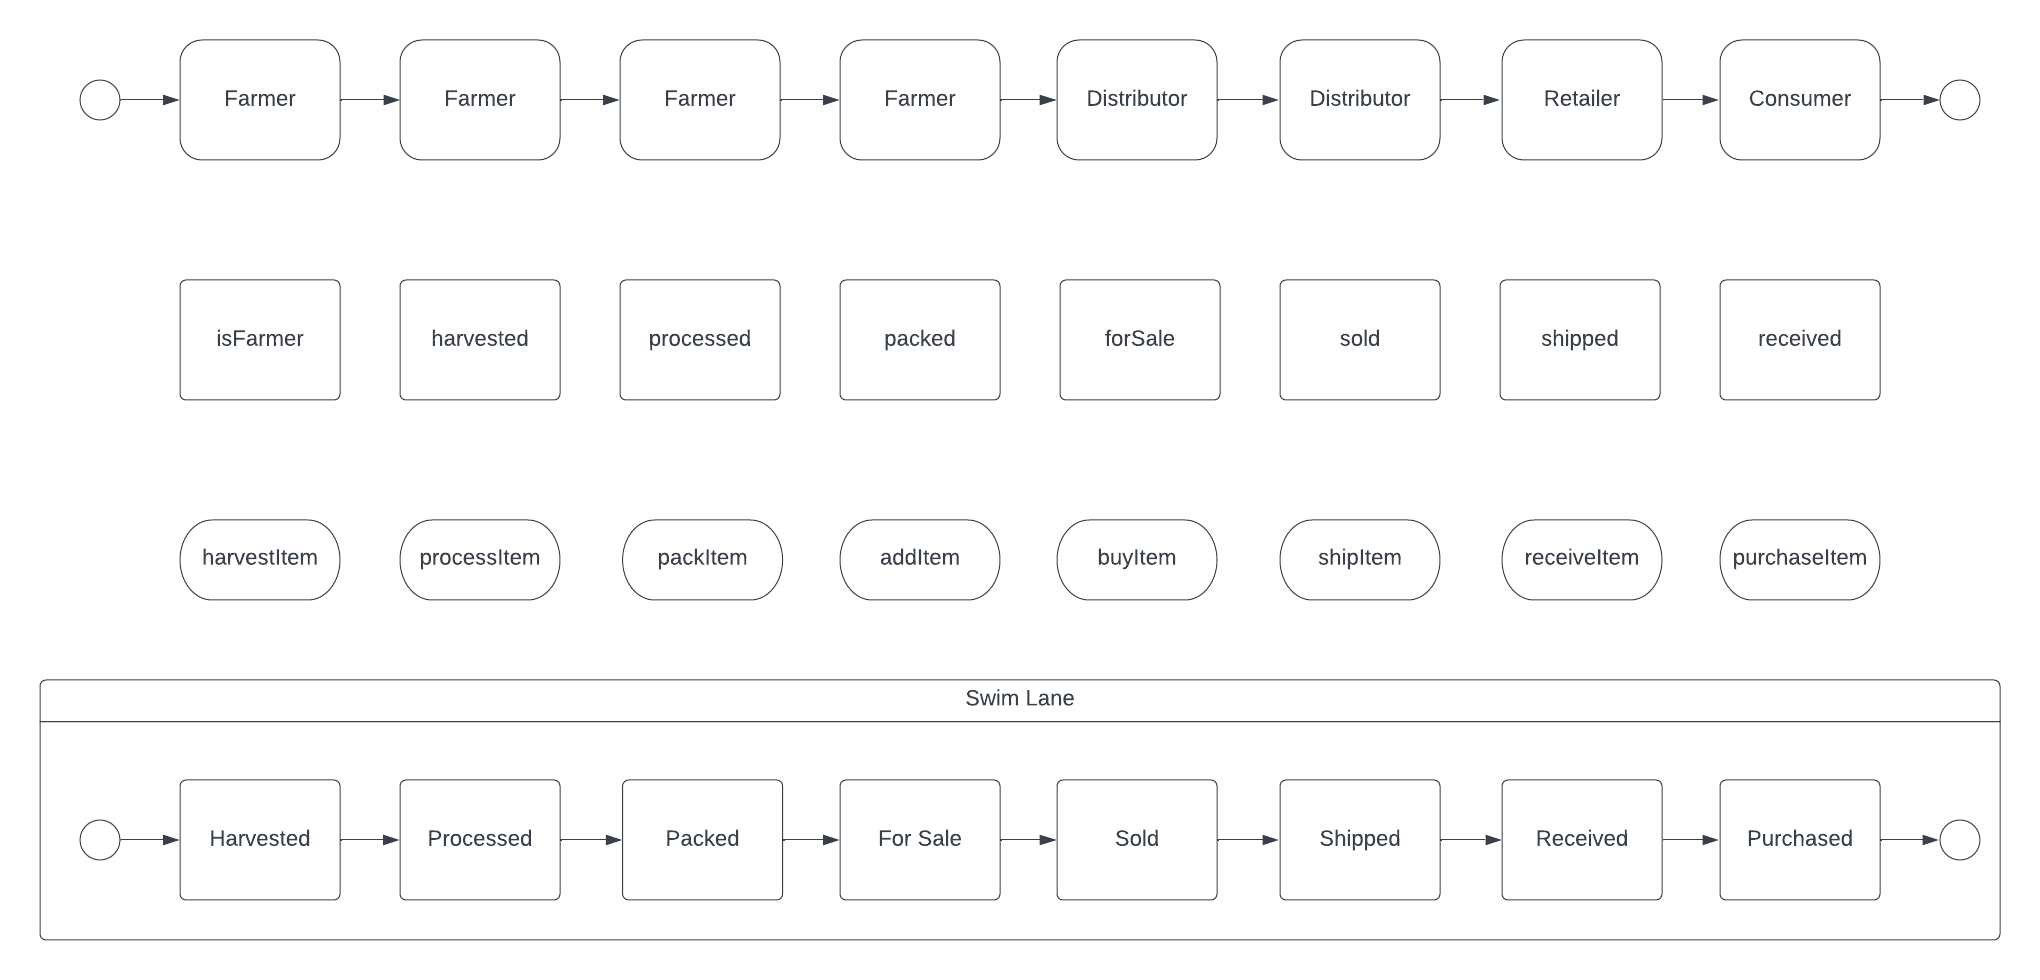 Farmer
Farmer
Farmer
Farmer
Distributor
Distributor
Retailer
Consumer
isFarmer
harvested
processed
packed
forSale
sold
shipped
received
harvestItem
processItem
packItem
addItem
buyItem
shipItem
receiveItem
purchaseItem
Swim Lane
Harvested
Processed
Packed
For Sale
Sold
Shipped
Received
Purchased